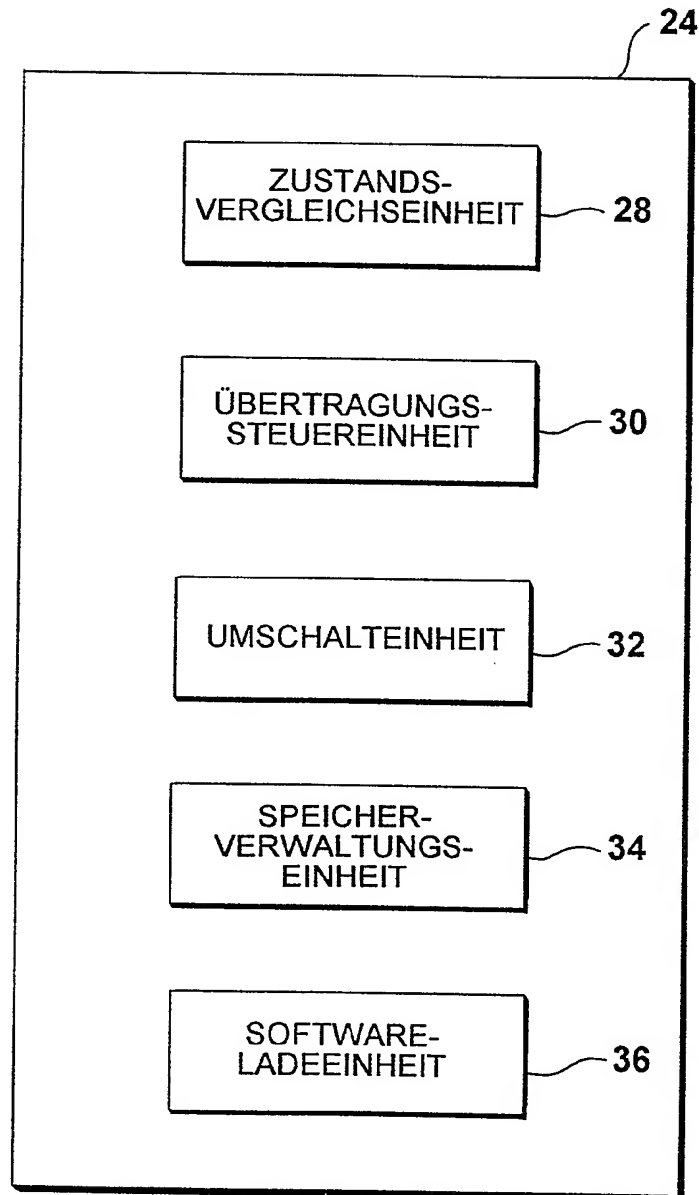 24
ZUSTANDS-
VERGLEICHSEINHEIT
28
ÜBERTRAGUNGS-
STEUEREINHEIT
30
UMSCHALTEINHEIT
32
SPEICHER-
VERWALTUNGS-
EINHEIT
34
SOFTWARE-
LADEEINHEIT
36